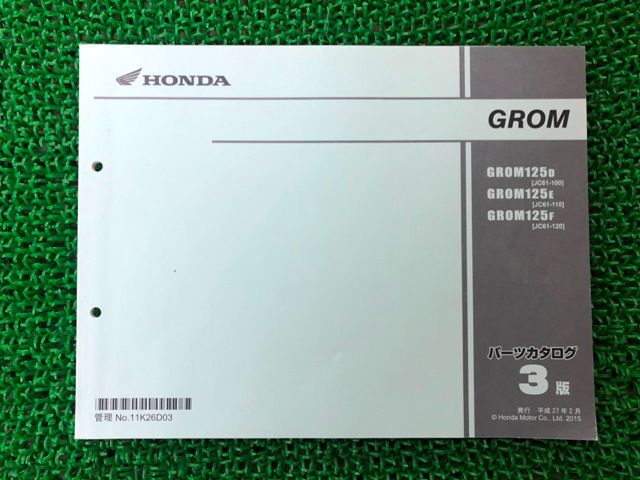 HONDA
GROM
GROM125D
[JC61-100]
GROM125E
[JC61-110]
GROM125F
[JC61-120]
パーツカタログ
3版
発行 平成27年2月
© Honda Motor Co., Ltd. 2015
管理 No.11K26D03